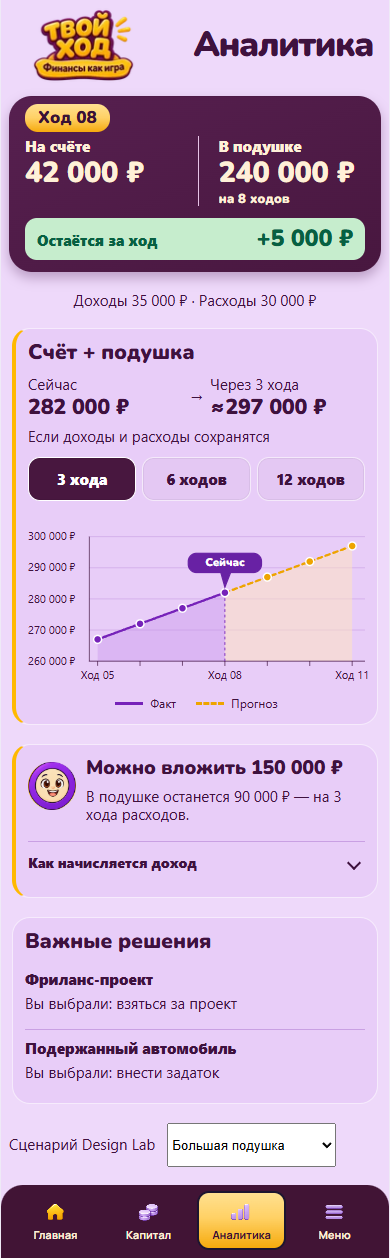 ТВОЙ
ХОД
Финансы как игра
Аналитика
Ход 08
На счёте
42 000 ₽
В подушке
240 000 ₽
на 8 ходов
Остаётся за ход
+5 000 ₽
Доходы 35 000 ₽ · Расходы 30 000 ₽
Счёт + подушка
Сейчас
282 000 ₽
→
Через 3 хода
≈297 000 ₽
Если доходы и расходы сохранятся
3 хода
6 ходов
12 ходов
300 000 ₽
290 000 ₽
280 000 ₽
270 000 ₽
260 000 ₽
Сейчас
Ход 05
Ход 08
Ход 11
Факт
Прогноз
Можно вложить 150 000 ₽
В подушке останется 90 000 ₽ — на 3
хода расходов.
Как начисляется доход
Важные решения
Фриланс-проект
Вы выбрали: взяться за проект
Подержанный автомобиль
Вы выбрали: внести задаток
Сценарий Design Lab
Большая подушка
Главная
Капитал
Аналитика
Меню